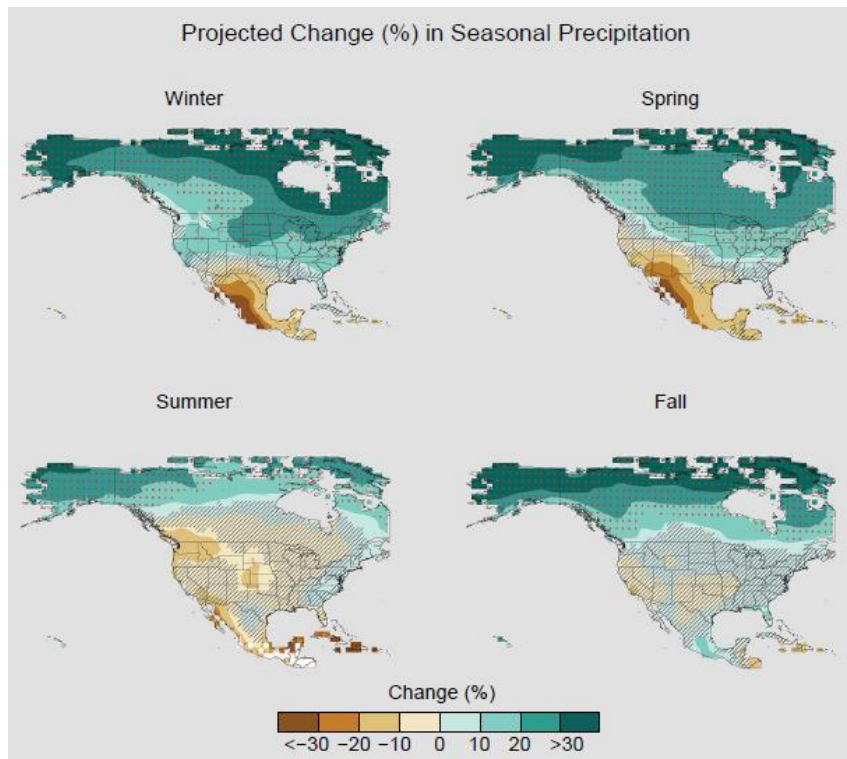 Projected Change (%) in Seasonal Precipitation
Winter
Spring
Summer
Fall
Change (%)
<−30 −20 −10 0 10 20 >30